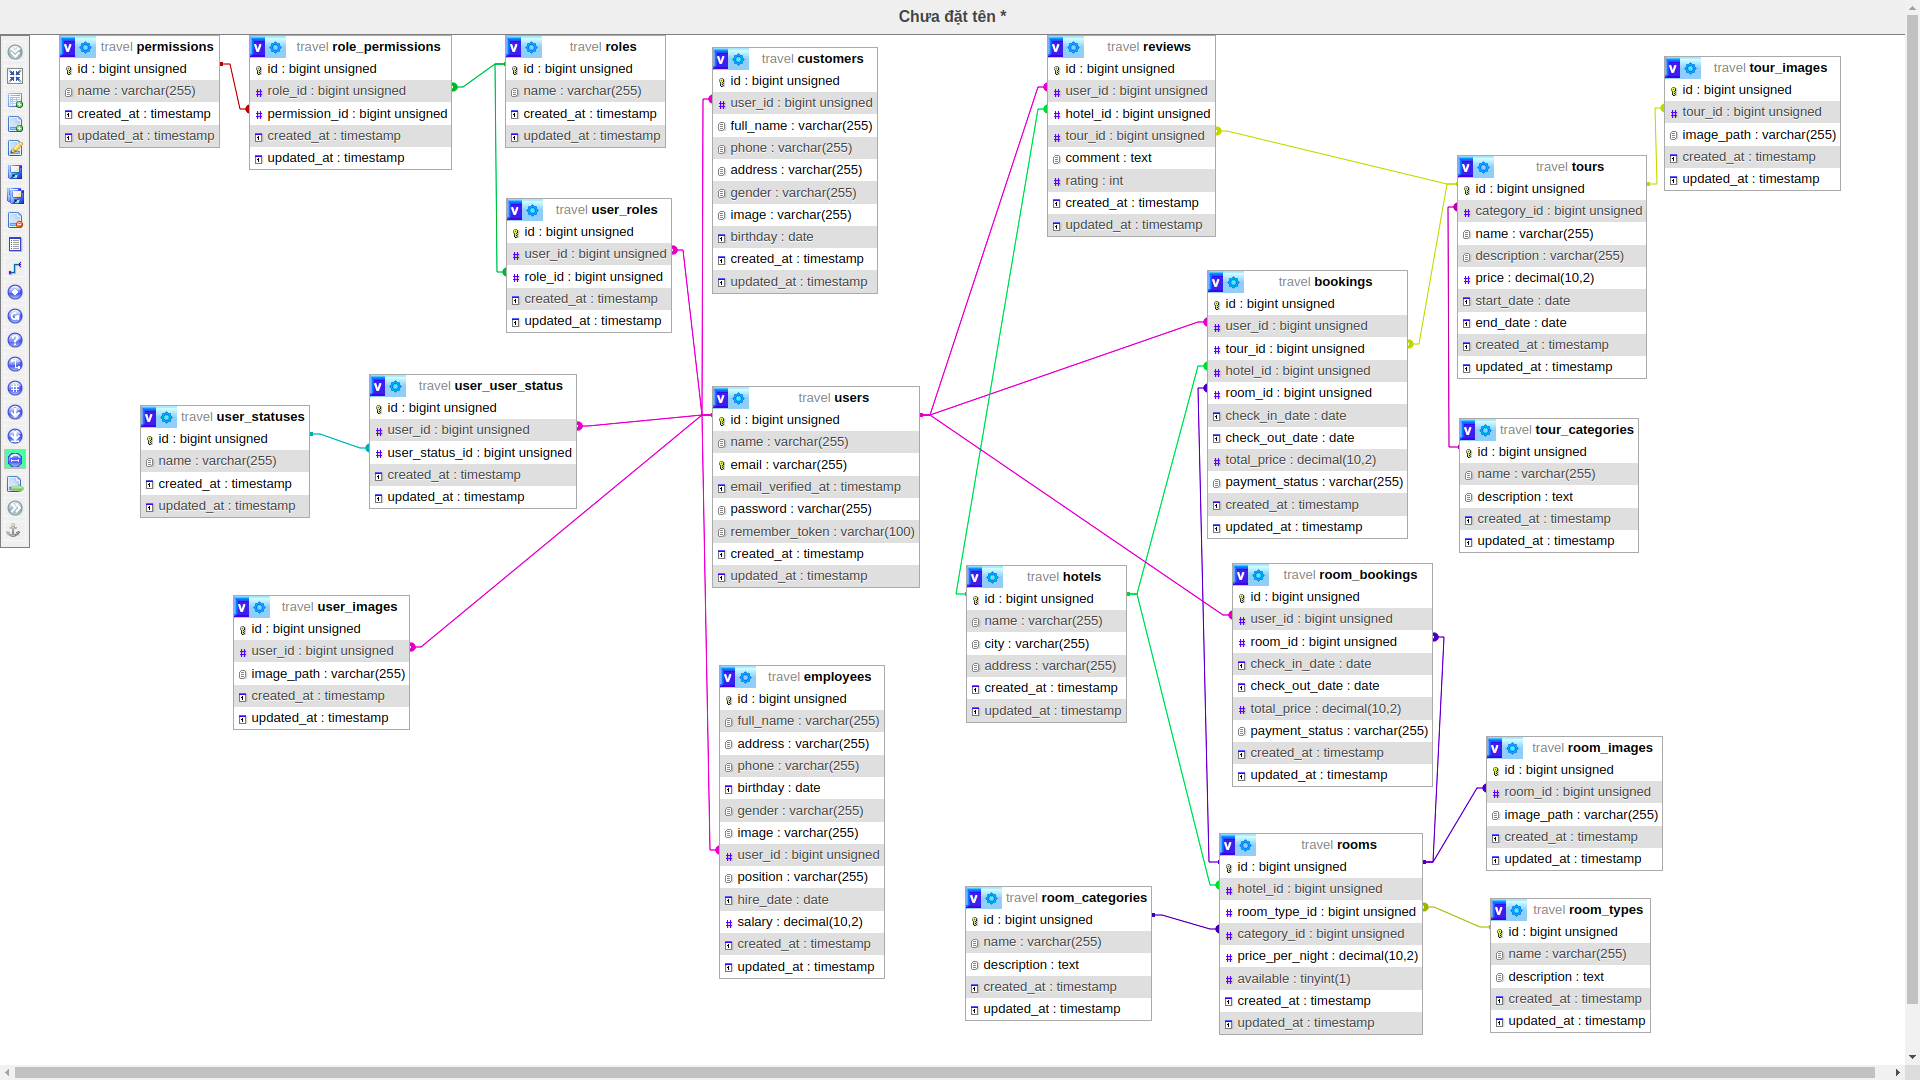 Chưa đặt tên *
travel permissions
id : bigint unsigned
name : varchar(255)
created_at : timestamp
updated_at : timestamp
travel role_permissions
id : bigint unsigned
role_id : bigint unsigned
permission_id : bigint unsigned
created_at : timestamp
updated_at : timestamp
travel roles
id : bigint unsigned
name : varchar(255)
created_at : timestamp
updated_at : timestamp
travel customers
id : bigint unsigned
user_id : bigint unsigned
full_name : varchar(255)
phone : varchar(255)
address : varchar(255)
gender : varchar(255)
image : varchar(255)
birthday : date
created_at : timestamp
updated_at : timestamp
travel reviews
id : bigint unsigned
user_id : bigint unsigned
hotel_id : bigint unsigned
tour_id : bigint unsigned
comment : text
rating : int
created_at : timestamp
updated_at : timestamp
travel tour_images
id : bigint unsigned
tour_id : bigint unsigned
image_path : varchar(255)
created_at : timestamp
updated_at : timestamp
travel tours
id : bigint unsigned
category_id : bigint unsigned
name : varchar(255)
description : varchar(255)
price : decimal(10,2)
start_date : date
end_date : date
created_at : timestamp
updated_at : timestamp
travel user_roles
id : bigint unsigned
user_id : bigint unsigned
role_id : bigint unsigned
created_at : timestamp
updated_at : timestamp
travel bookings
id : bigint unsigned
user_id : bigint unsigned
tour_id : bigint unsigned
hotel_id : bigint unsigned
room_id : bigint unsigned
check_in_date : date
check_out_date : date
total_price : decimal(10,2)
payment_status : varchar(255)
created_at : timestamp
updated_at : timestamp
travel user_user_status
id : bigint unsigned
user_id : bigint unsigned
user_status_id : bigint unsigned
created_at : timestamp
updated_at : timestamp
travel user_statuses
id : bigint unsigned
name : varchar(255)
created_at : timestamp
updated_at : timestamp
travel users
id : bigint unsigned
name : varchar(255)
email : varchar(255)
email_verified_at : timestamp
password : varchar(255)
remember_token : varchar(100)
created_at : timestamp
updated_at : timestamp
travel tour_categories
id : bigint unsigned
name : varchar(255)
description : text
created_at : timestamp
updated_at : timestamp
travel hotels
id : bigint unsigned
name : varchar(255)
city : varchar(255)
address : varchar(255)
created_at : timestamp
updated_at : timestamp
travel room_bookings
id : bigint unsigned
user_id : bigint unsigned
room_id : bigint unsigned
check_in_date : date
check_out_date : date
total_price : decimal(10,2)
payment_status : varchar(255)
created_at : timestamp
updated_at : timestamp
travel user_images
id : bigint unsigned
user_id : bigint unsigned
image_path : varchar(255)
created_at : timestamp
updated_at : timestamp
travel employees
id : bigint unsigned
full_name : varchar(255)
address : varchar(255)
phone : varchar(255)
birthday : date
gender : varchar(255)
image : varchar(255)
user_id : bigint unsigned
position : varchar(255)
hire_date : date
salary : decimal(10,2)
created_at : timestamp
updated_at : timestamp
travel room_images
id : bigint unsigned
room_id : bigint unsigned
image_path : varchar(255)
created_at : timestamp
updated_at : timestamp
travel rooms
id : bigint unsigned
hotel_id : bigint unsigned
room_type_id : bigint unsigned
category_id : bigint unsigned
price_per_night : decimal(10,2)
available : tinyint(1)
created_at : timestamp
updated_at : timestamp
travel room_categories
id : bigint unsigned
name : varchar(255)
description : text
created_at : timestamp
updated_at : timestamp
travel room_types
id : bigint unsigned
name : varchar(255)
description : text
created_at : timestamp
updated_at : timestamp